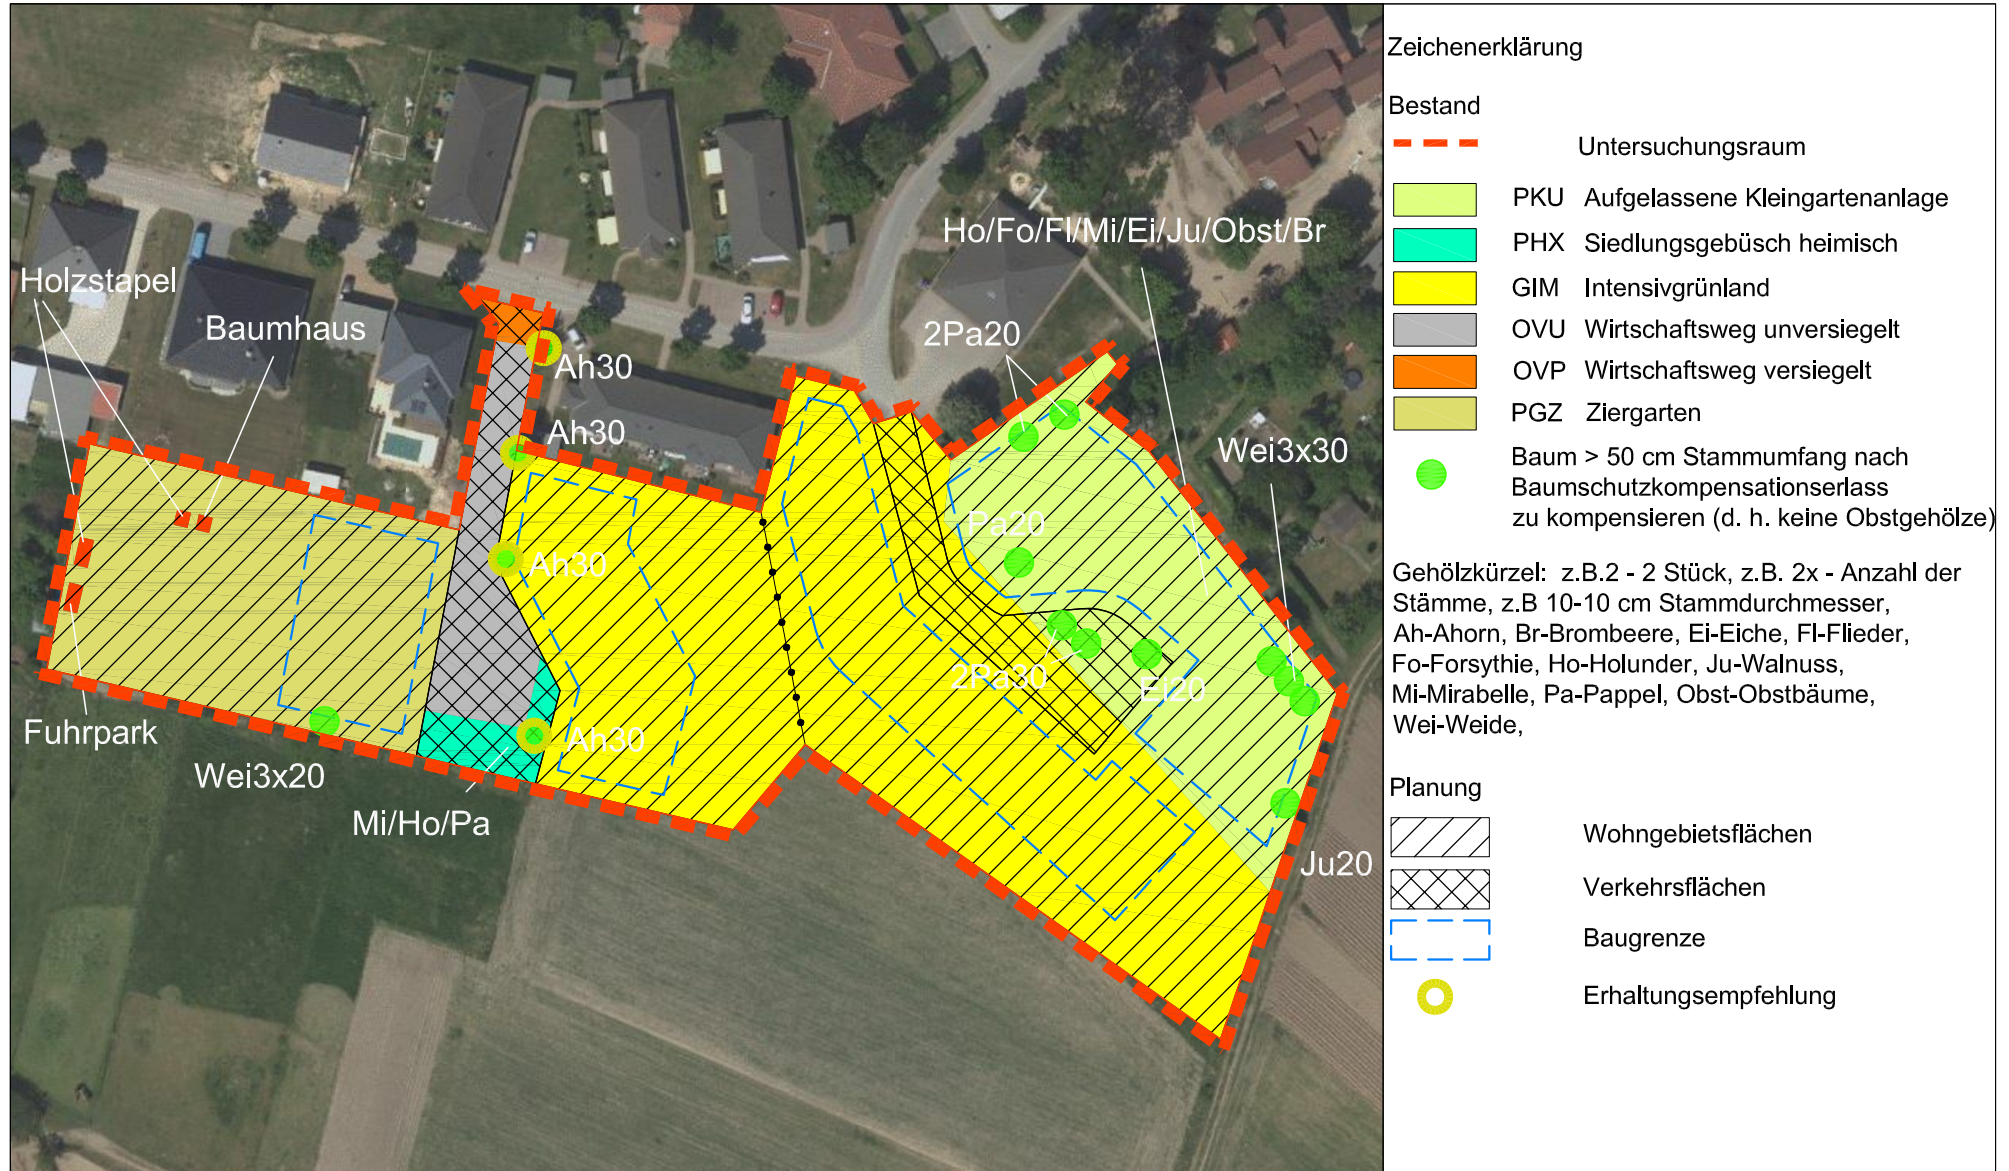 Holzstapel
Baumhaus
Ah30
Ah30
Ah30
Ah30
Fuhrpark
Wei3x20
Mi/Ho/Pa
Ho/Fo/Fl/Mi/Ei/Ju/Obst/Br
2Pa20
Wei3x30
Pa20
2Pa30
Ei20
Ju20
Zeichenerklärung
Bestand
Untersuchungsraum
PKU Aufgelassene Kleingartenanlage
PHX Siedlungsgebüsch heimisch
GIM Intensivgrünland
OVU Wirtschaftsweg unversiegelt
OVP Wirtschaftsweg versiegelt
PGZ Ziergarten
Baum > 50 cm Stammumfang nach
Baumschutzkompensationserlass
zu kompensieren (d. h. keine Obstgehölze)
Gehölzkürzel: z.B.2 - 2 Stück, z.B. 2x - Anzahl der
Stämme, z.B 10-10 cm Stammdurchmesser,
Ah-Ahorn, Br-Brombeere, Ei-Eiche, Fl-Flieder,
Fo-Forsythie, Ho-Holunder, Ju-Walnuss,
Mi-Mirabelle, Pa-Pappel, Obst-Obstbäume,
Wei-Weide,
Planung
Wohngebietsflächen
Verkehrsflächen
Baugrenze
Erhaltungsempfehlung